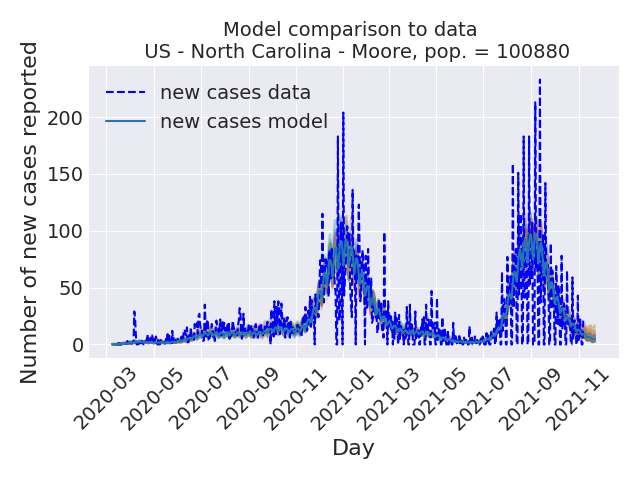 Model comparison to data
US - North Carolina - Moore, pop. = 100880
Number of new cases reported
new cases data
new cases model
200
150
100
50
0
2020-03
2020-05
2020-07
2020-09
2020-11
2021-01
2021-03
2021-05
2021-07
2021-09
2021-11
Day